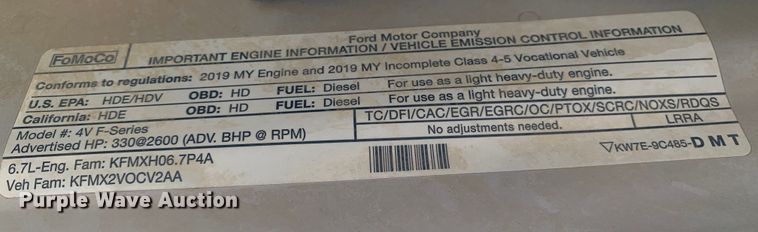 Ford Motor Company
FoMoCo
IMPORTANT ENGINE INFORMATION / VEHICLE EMISSION CONTROL INFORMATION
Conforms to regulations: 2019 MY Engine and 2019 MY Incomplete Class 4-5 Vocational Vehicle
U.S. EPA: HDE/HDV OBD: HD FUEL: Diesel For use as a light heavy-duty engine.
California: HDE OBD: HD FUEL: Diesel For use as a light heavy-duty engine.
Model #: 4V F-Series TC/DFI/CAC/EGR/EGRC/OC/PTOX/SCRC/NOXS/RDQS
Advertised HP: 330@2600 (ADV. BHP @ RPM) No adjustments needed. LRRA
6.7L-Eng. Fam: KFMXH06.7P4A
Veh Fam: KFMX2VOCV2AA
▽KW7E-9C485-DMT
Purple Wave Auction